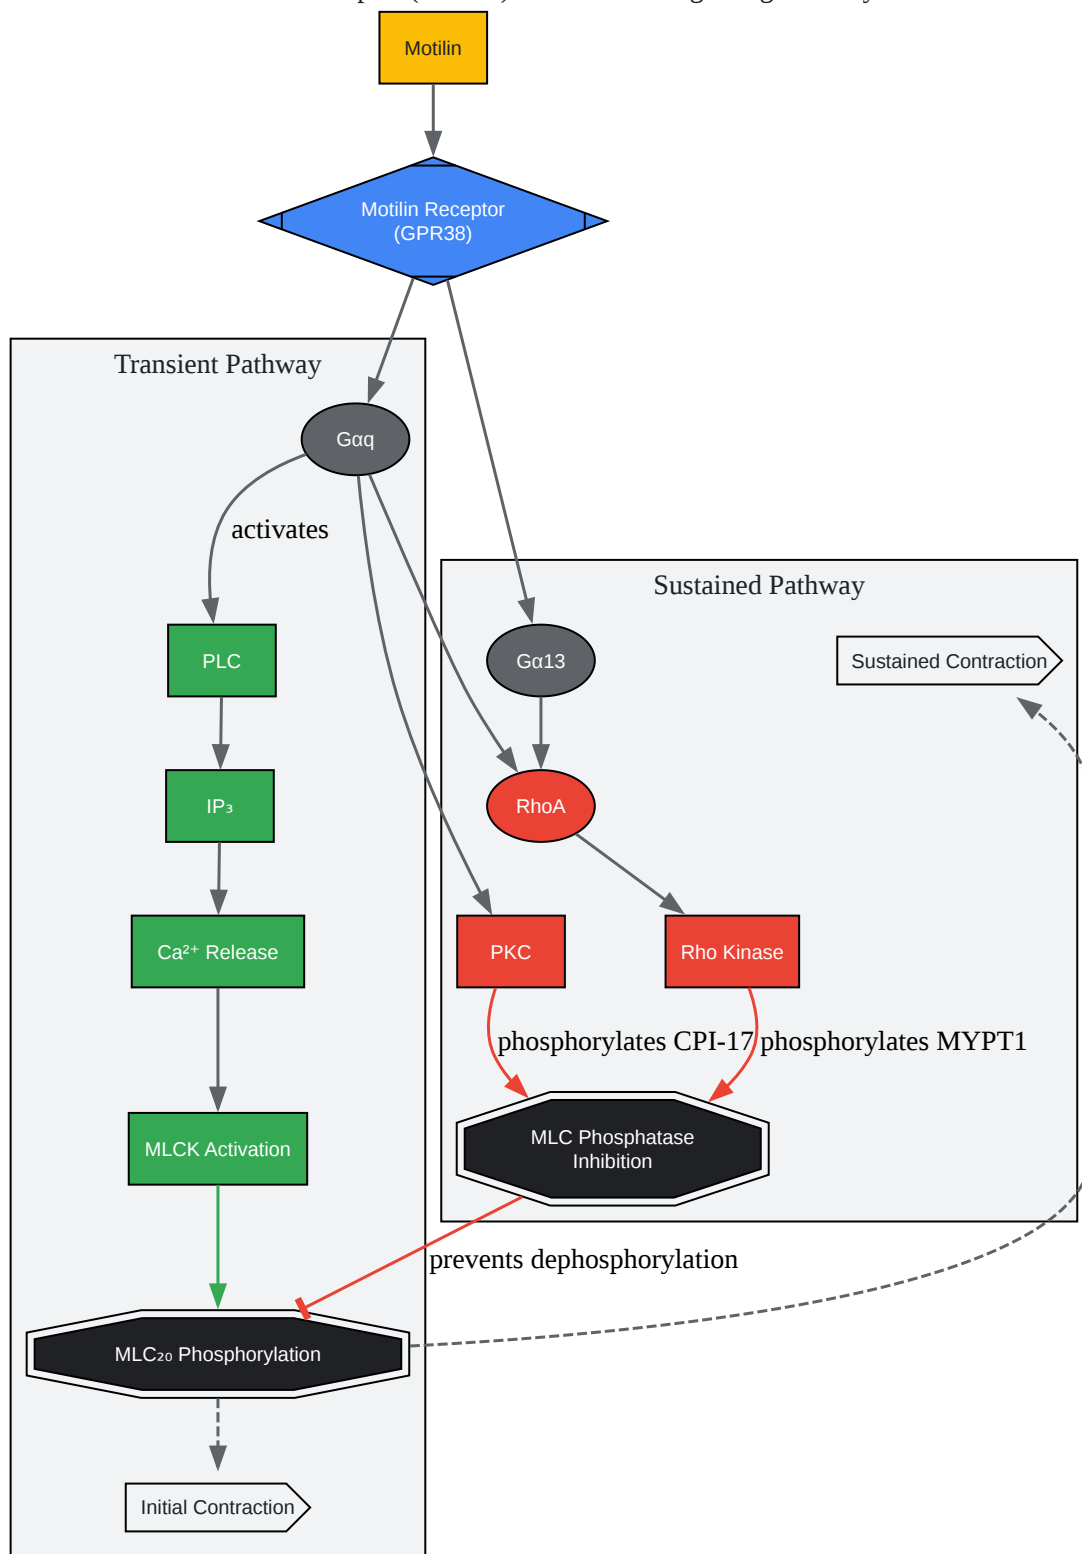 Motilin
Motilin Receptor
(GPR38)
Transient Pathway
Gαq
activates
Sustained Pathway
PLC
Gα13
Sustained Contraction
IP₃
RhoA
Ca²⁺ Release
PKC
Rho Kinase
phosphorylates CPI-17
phosphorylates MYPT1
MLCK Activation
MLC Phosphatase
Inhibition
prevents dephosphorylation
MLC₂₀ Phosphorylation
Initial Contraction